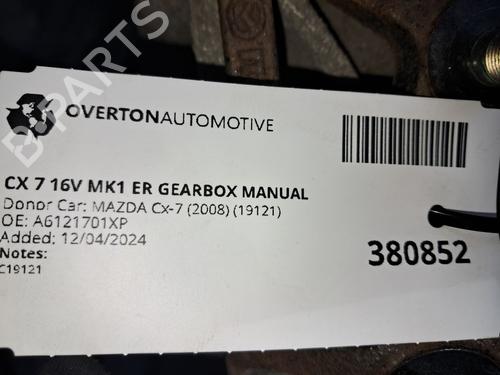 B-PARTS
OVERTONAUTOMOTIVE
CX 7 16V MK1 ER GEARBOX MANUAL
Donor Car: MAZDA Cx-7 (2008) (19121)
OE: A6121701XP
Added: 12/04/2024
Notes:
C19121
380852